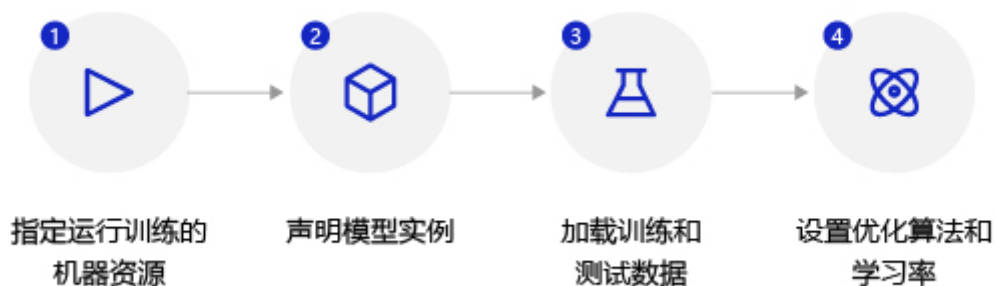 1
2
3
4
指定运行训练的
机器资源
声明模型实例
加载训练和
测试数据
设置优化算法和
学习率